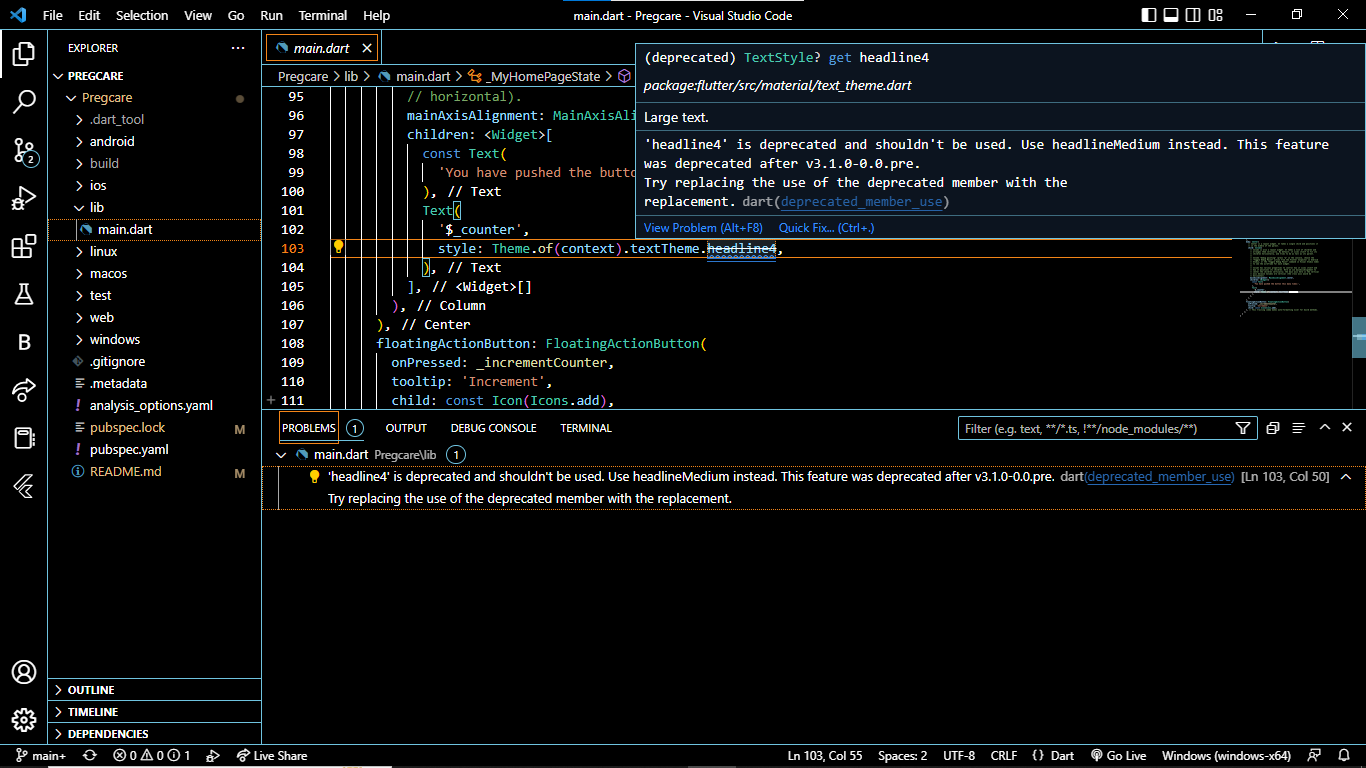 File Edit Selection View Go Run Terminal Help
main.dart - Pregcare - Visual Studio Code
EXPLORER
PREGCARE
Pregcare
.dart_tool
android
build
ios
lib
main.dart
linux
macos
test
web
windows
.gitignore
.metadata
! analysis_options.yaml
pubspec.lock M
! pubspec.yaml
README.md M
OUTLINE
TIMELINE
DEPENDENCIES
2
B
main.dart
Pregcare > lib > main.dart > _MyHomePageState >
95 // horizontal).
96 mainAxisAlignment: MainAxisAli
97 children: <Widget>[
98 const Text(
99 'You have pushed the butto
100 ), // Text
101 Text(
102 '$_counter',
103 style: Theme.of(context).textTheme.headline4,
104 ), // Text
105 ], // <Widget>[]
106 ), // Column
107 ), // Center
108 floatingActionButton: FloatingActionButton(
109 onPressed: _incrementCounter,
110 tooltip: 'Increment',
111 child: const Icon(Icons.add),
(deprecated) TextStyle? get headline4
package:flutter/src/material/text_theme.dart
Large text.
'headline4' is deprecated and shouldn't be used. Use headlineMedium instead. This feature
was deprecated after v3.1.0-0.0.pre.
Try replacing the use of the deprecated member with the
replacement. dart(deprecated_member_use)
View Problem (Alt+F8) Quick Fix... (Ctrl+.)
PROBLEMS 1 OUTPUT DEBUG CONSOLE TERMINAL
Filter (e.g. text, **/*.ts, !**/node_modules/**)
main.dart Pregcare\lib 1
'headline4' is deprecated and shouldn't be used. Use headlineMedium instead. This feature was deprecated after v3.1.0-0.0.pre. dart(deprecated_member_use) [Ln 103, Col 50]
Try replacing the use of the deprecated member with the replacement.
main+ 0 0 1 Live Share Ln 103, Col 55 Spaces: 2 UTF-8 CRLF {} Dart Go Live Windows (windows-x64)